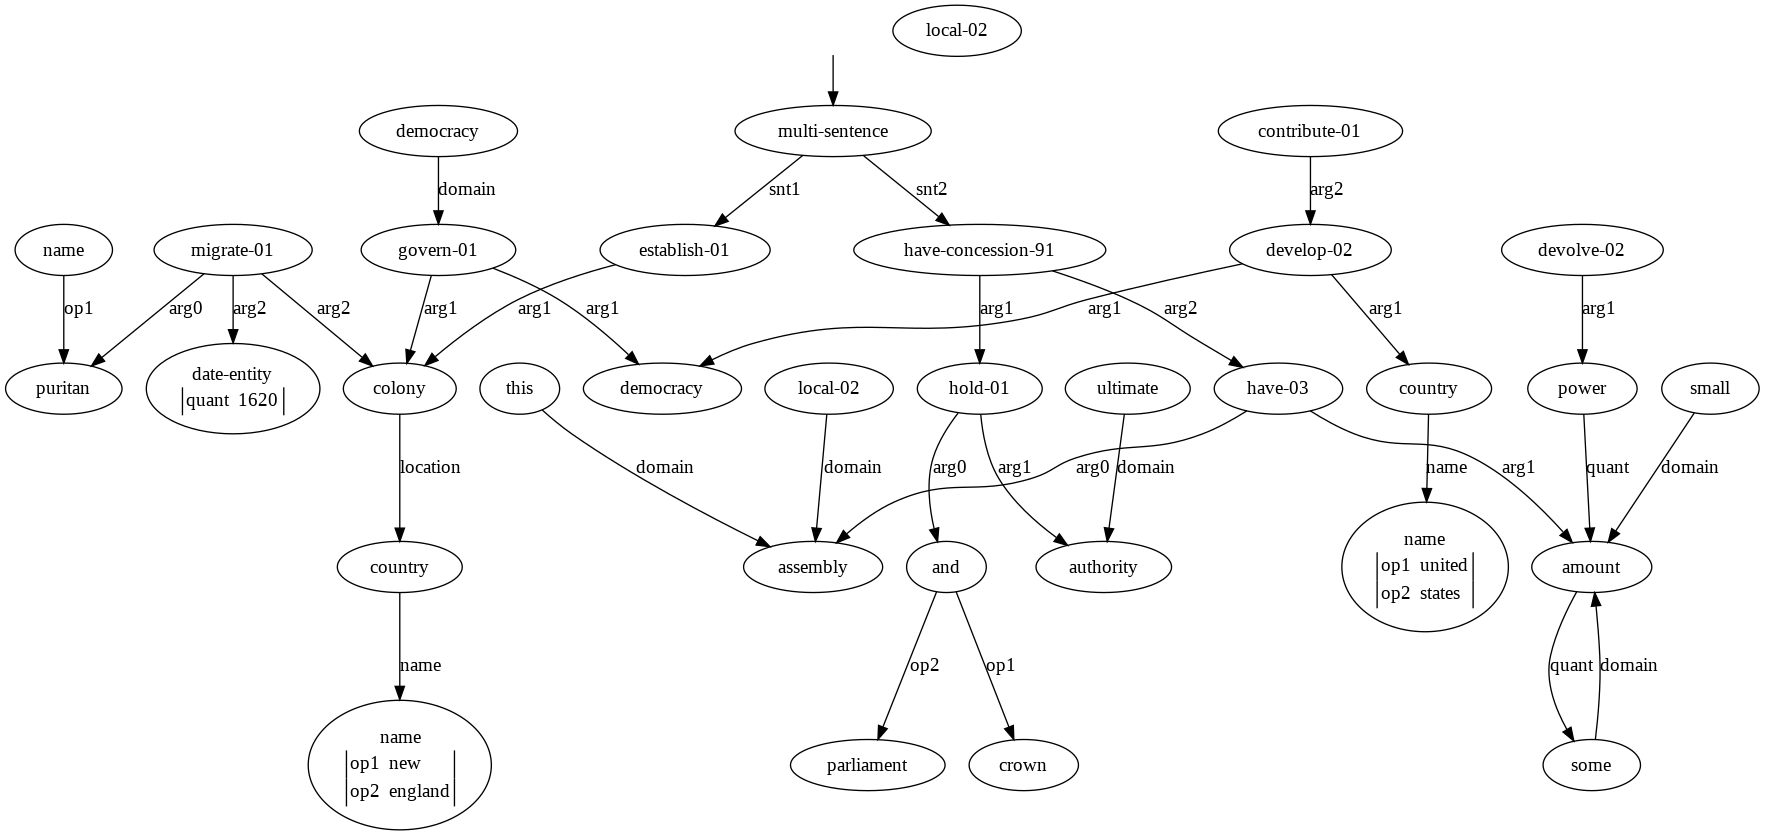 local-02
democracy
multi-sentence
contribute-01
domain
snt1
snt2
arg2
name
migrate-01
govern-01
establish-01
have-concession-91
develop-02
devolve-02
op1
arg0
arg2
arg2
arg1
arg1
arg1
arg1
arg1
arg2
arg1
arg1
puritan
date-entity
quant 1620
colony
this
democracy
local-02
hold-01
ultimate
have-03
country
power
small
location
domain
domain
arg0
arg1
arg0
domain
arg1
name
quant
domain
country
assembly
and
authority
name
op1 united
op2 states
amount
name
op2
op1
quant
domain
name
op1 new
op2 england
parliament
crown
some